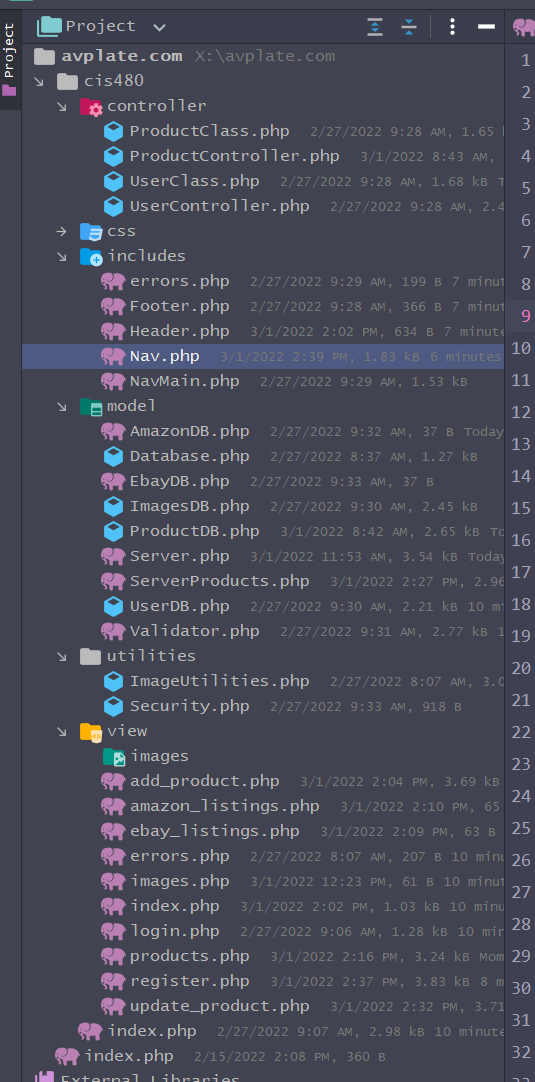 Project
Project
avplate.com X:\avplate.com
1
cis480
2
controller
3
ProductClass.php 2/27/2022 9:28 AM, 1.65
4
ProductController.php 3/1/2022 8:43 AM,
UserClass.php 2/27/2022 9:28 AM, 1.68 kB
5
UserController.php 2/27/2022 9:28 AM, 2.4
6
css
7
includes
8
errors.php 2/27/2022 9:29 AM, 199 B 7 minut
Footer.php 2/27/2022 9:28 AM, 366 B 7 minut
9
Header.php 3/1/2022 2:02 PM, 634 B 7 minute
10
Nav.php 3/1/2022 2:39 PM, 1.83 kB 6 minutes
11
NavMain.php 2/27/2022 9:29 AM, 1.53 kB
12
model
AmazonDB.php 2/27/2022 9:32 AM, 37 B Today
13
Database.php 2/27/2022 8:37 AM, 1.27 kB
14
EbayDB.php 2/27/2022 9:33 AM, 37 B
15
ImagesDB.php 2/27/2022 9:30 AM, 2.45 kB
ProductDB.php 3/1/2022 8:42 AM, 2.65 kB To
16
Server.php 3/1/2022 11:53 AM, 3.54 kB Today
17
ServerProducts.php 3/1/2022 2:27 PM, 2.96
18
UserDB.php 2/27/2022 9:30 AM, 2.21 kB 10 mi
19
Validator.php 2/27/2022 9:31 AM, 2.77 kB 1
utilities
20
ImageUtilities.php 2/27/2022 8:07 AM, 3.0
21
Security.php 2/27/2022 9:33 AM, 918 B
22
view
23
images
add_product.php 3/1/2022 2:04 PM, 3.69 kB
24
amazon_listings.php 3/1/2022 2:10 PM, 65
25
ebay_listings.php 3/1/2022 2:09 PM, 63 B
26
errors.php 2/27/2022 8:07 AM, 207 B 10 minu
images.php 3/1/2022 12:23 PM, 61 B 10 minut
27
index.php 3/1/2022 2:02 PM, 1.03 kB 10 minu
28
login.php 2/27/2022 9:06 AM, 1.28 kB 10 min
29
products.php 3/1/2022 2:16 PM, 3.24 kB Mom
30
register.php 3/1/2022 2:37 PM, 3.83 kB 8 m
update_product.php 3/1/2022 2:32 PM, 3.71
31
index.php 2/27/2022 9:07 AM, 2.98 kB 10 minute
32
index.php 2/15/2022 2:08 PM, 360 B
External Libraries